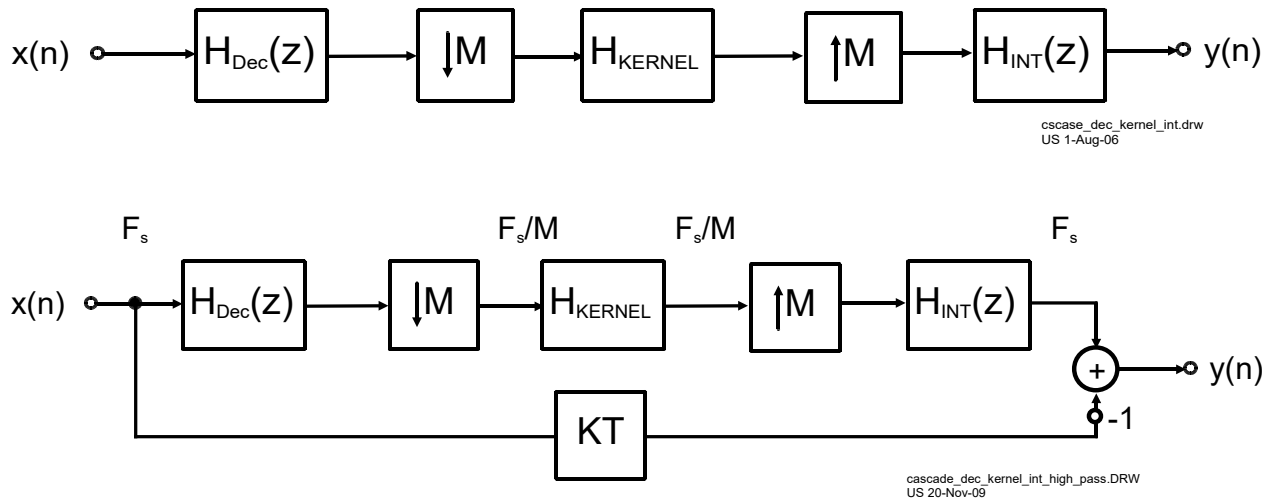 x(n) H_Dec(z) ↓M H_KERNEL ↑M H_INT(z) y(n)
cscase_dec_kernel_int.drw
US 1-Aug-06
F_s F_s/M F_s/M F_s
x(n) H_Dec(z) ↓M H_KERNEL ↑M H_INT(z)
+ y(n)
KT -1
cascade_dec_kernel_int_high_pass.DRW
US 20-Nov-09